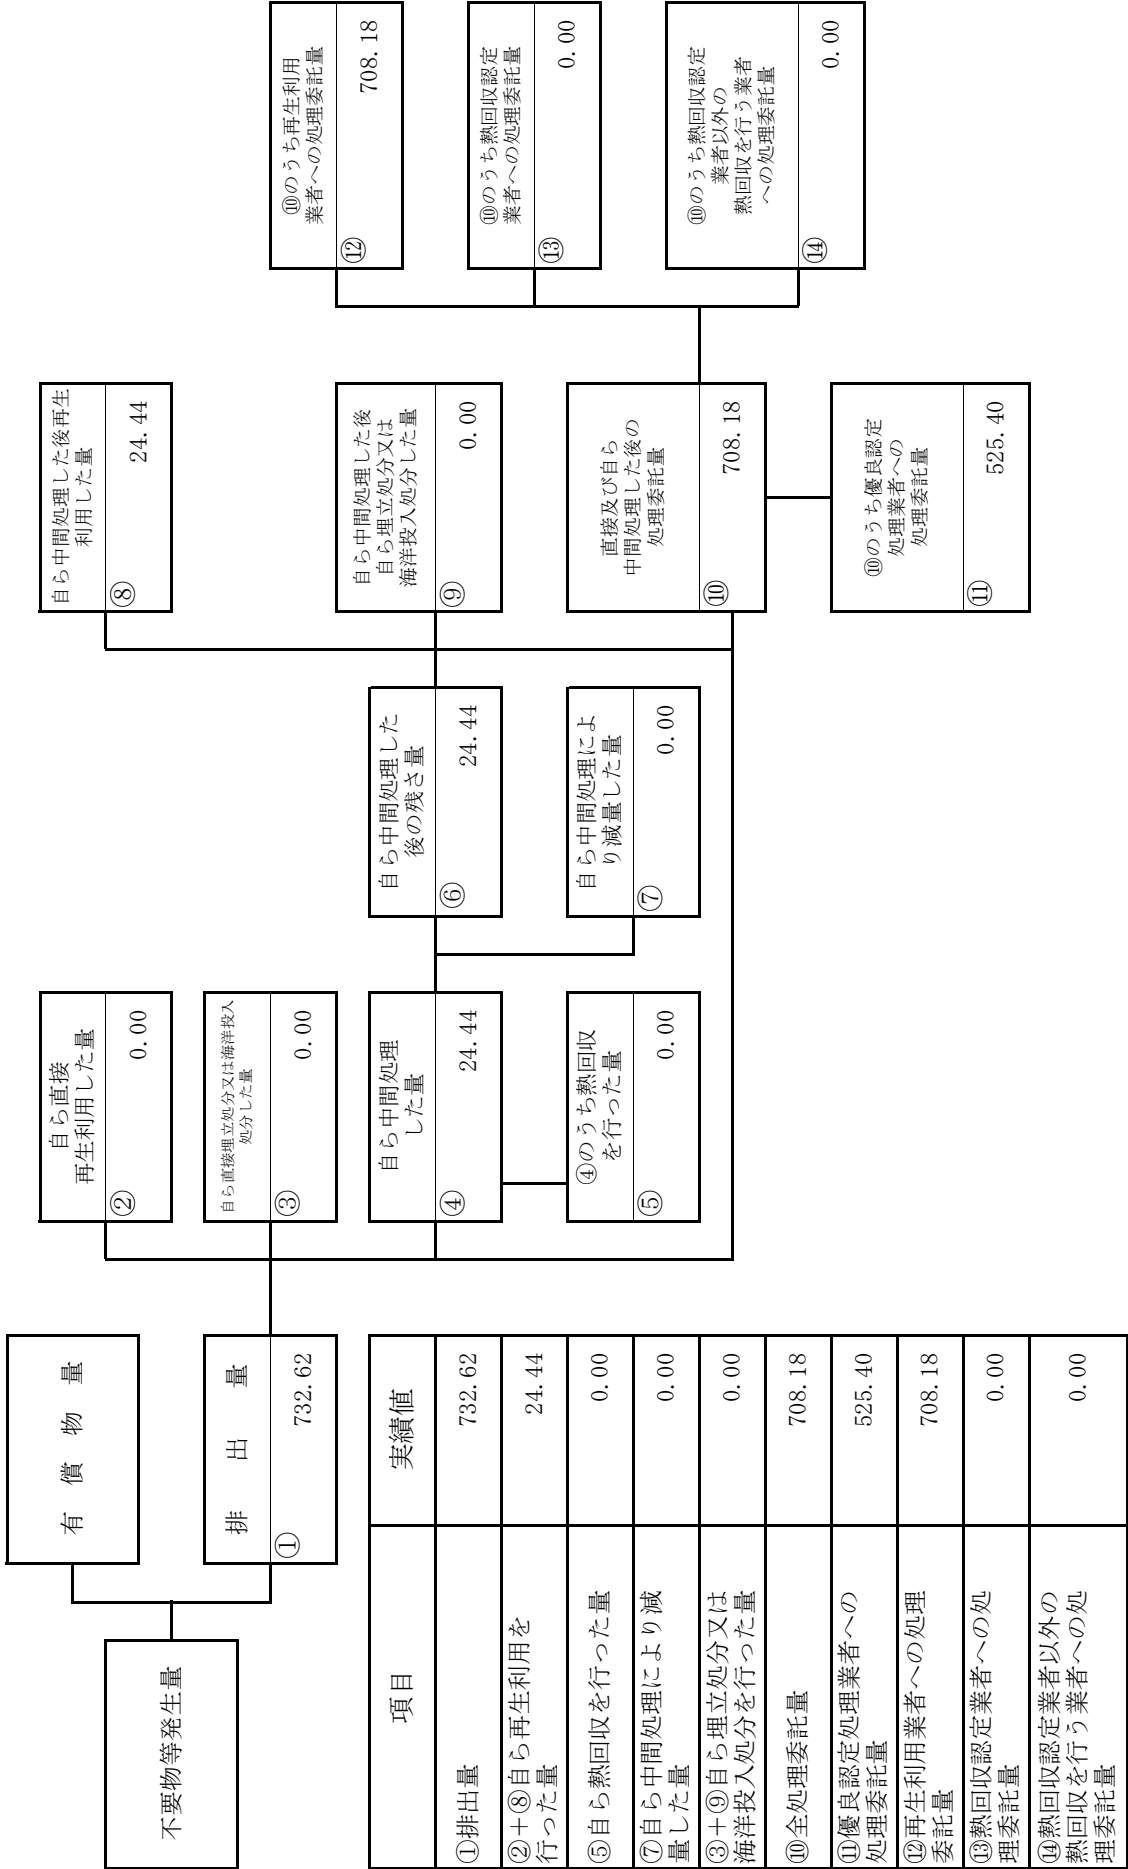 不要物等発生量
有償物量
排出量
①
732.62
自ら直接
再生利用した量
②
0.00
自ら直接埋立処分又は海洋投入
処分した量
③
0.00
自ら中間処理
した量
④
24.44
④のうち熱回収
を行った量
⑤
0.00
自ら中間処理した
後の残さ量
⑥
24.44
自ら中間処理によ
り減量した量
⑦
0.00
自ら中間処理した後再生
利用した量
⑧
24.44
自ら中間処理した後
自ら埋立処分又は
海洋投入処分した量
⑨
0.00
直接及び自ら
中間処理した後の
処理委託量
⑩
708.18
⑩のうち優良認定
処理業者への
処理委託量
⑪
525.40
⑩のうち再生利用
業者への処理委託量
⑫
708.18
⑩のうち熱回収認定
業者への処理委託量
⑬
0.00
⑩のうち熱回収認定
業者以外の
熱回収を行う業者
への処理委託量
⑭
0.00
項目
実績値
①排出量
732.62
②+⑧自ら再生利用を
行った量
24.44
⑤自ら熱回収を行った量
0.00
⑦自ら中間処理により減
量した量
0.00
③+⑨自ら埋立処分又は
海洋投入処分を行った量
0.00
⑩全処理委託量
708.18
⑪優良認定処理業者への
処理委託量
525.40
⑫再生利用業者への処理
委託量
708.18
⑬熱回収認定業者への処
理委託量
0.00
⑭熱回収認定業者以外の
熱回収を行う業者への処
理委託量
0.00